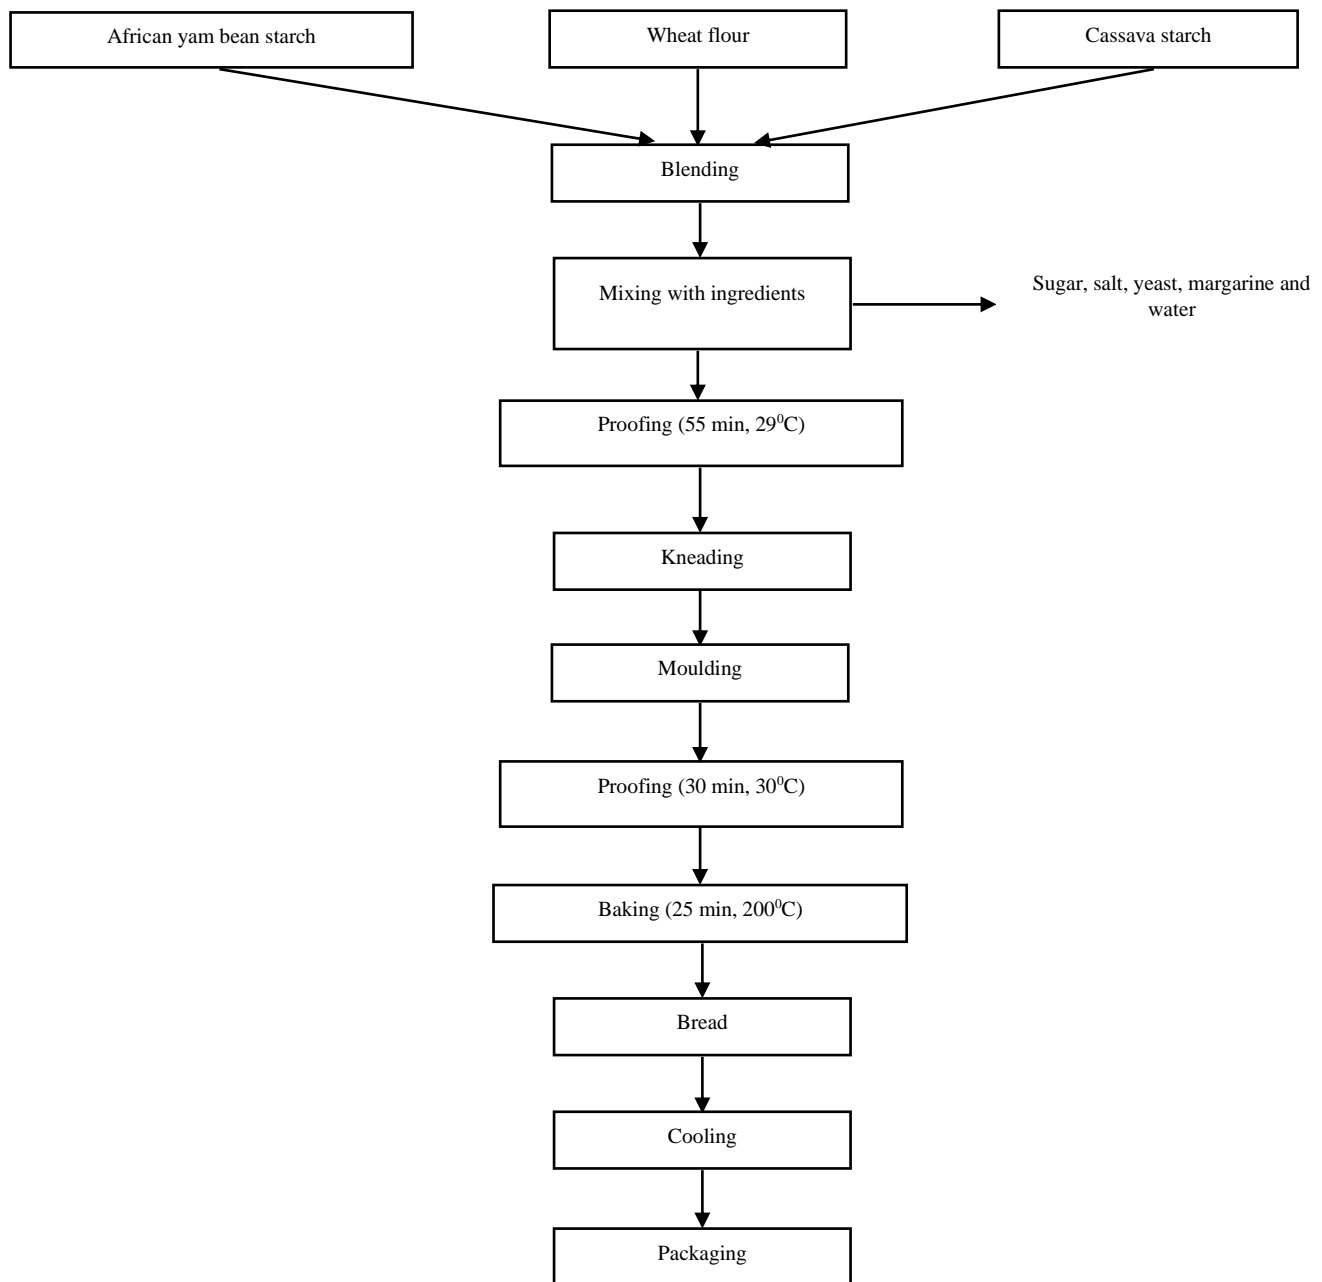 African yam bean starch
Wheat flour
Cassava starch
Blending
Mixing with ingredients
Sugar, salt, yeast, margarine and
water
Proofing (55 min, 29⁰C)
Kneading
Moulding
Proofing (30 min, 30⁰C)
Baking (25 min, 200⁰C)
Bread
Cooling
Packaging